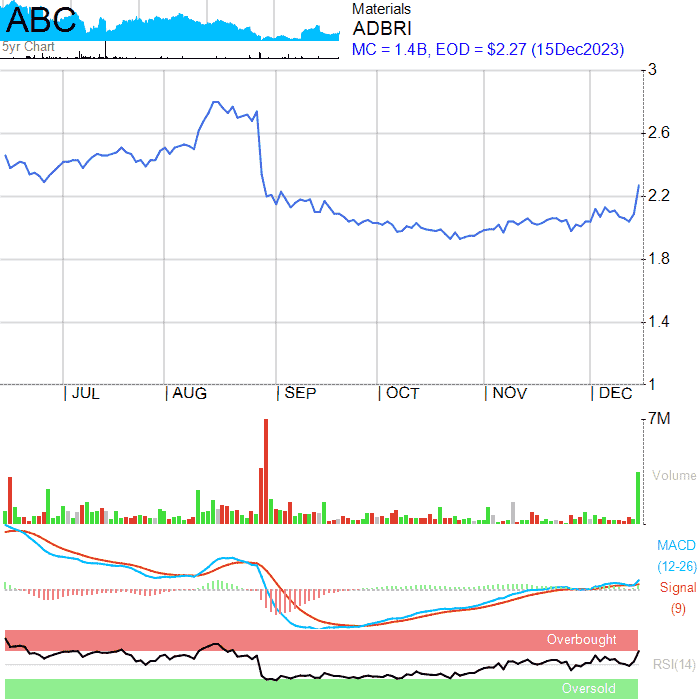 ABC
5yr Chart
Materials
ADBRI
MC = 1.4B, EOD = $2.27 (15Dec2023)
3
2.6
2.2
1.8
1.4
1
JUL AUG SEP OCT NOV DEC
7M
Volume
MACD
(12-26)
Signal
(9)
Overbought
RSI(14)
Oversold